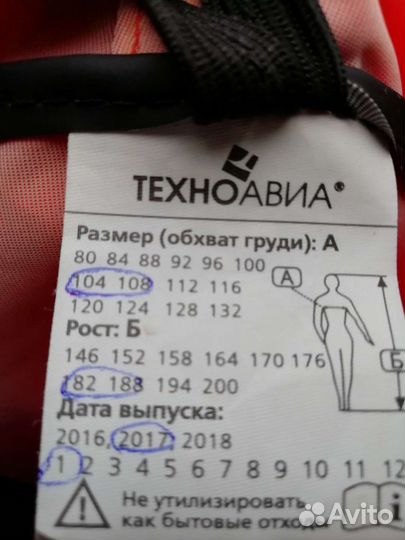 ТЕХНОАВИА®
Размер (обхват груди): А
80 84 88 92 96 100
104 108 112 116
120 124 128 132
А
Рост: Б
146 152 158 164 170 176
182 188 194 200
Б
Дата выпуска:
2016, 2017, 2018
1 2 3 4 5 6 7 8 9 10 11 12
Не утилизировать
как бытовые отходы
i
Avito